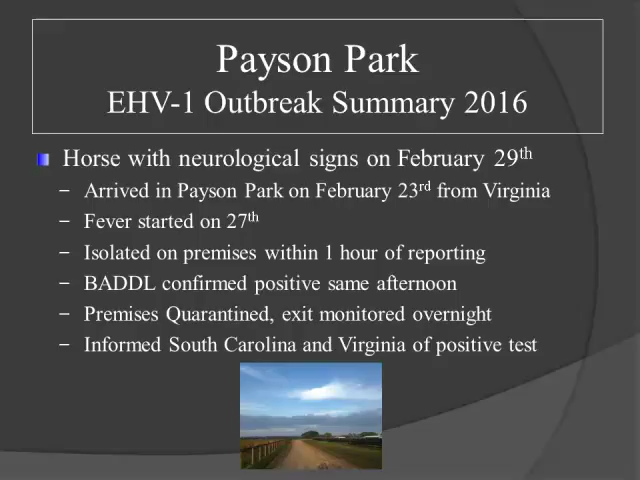 Payson Park
EHV-1 Outbreak Summary 2016
Horse with neurological signs on February 29th
− Arrived in Payson Park on February 23rd from Virginia
− Fever started on 27th
− Isolated on premises within 1 hour of reporting
− BADDL confirmed positive same afternoon
− Premises Quarantined, exit monitored overnight
− Informed South Carolina and Virginia of positive test